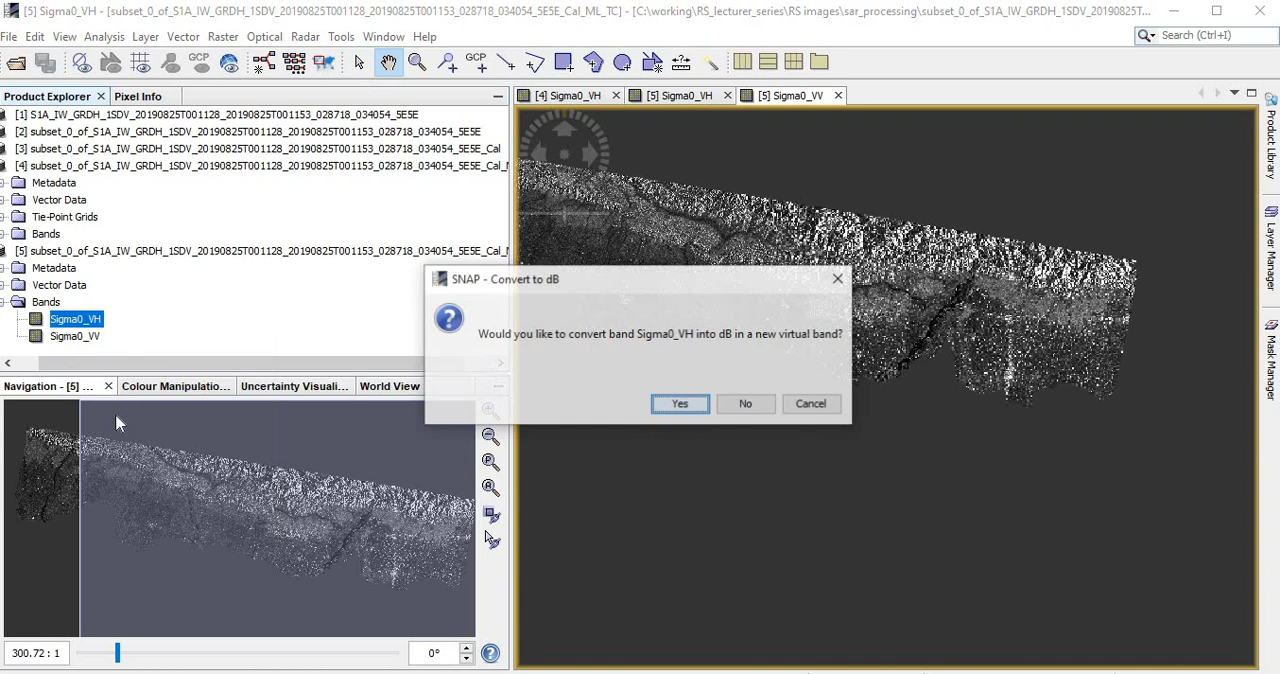 [5] Sigma0_VH - [subset_0_of_S1A_IW_GRDH_1SDV_20190825T001128_20190825T001153_028718_034054_5E5E_Cal_ML_TC] - [C:\working\RS_lecturer_series\RS images\sar_processing\subset_0_of_S1A_IW_GRDH_1SDV_20190825T...
File Edit View Analysis Layer Vector Raster Optical Radar Tools Window Help
Search (Ctrl+I)
GCP GCP
Product Explorer Pixel Info
[4] Sigma0_VH [5] Sigma0_VH [5] Sigma0_VV
[1] S1A_IW_GRDH_1SDV_20190825T001128_20190825T001153_028718_034054_5E5E
[2] subset_0_of_S1A_IW_GRDH_1SDV_20190825T001128_20190825T001153_028718_034054_5E5E
[3] subset_0_of_S1A_IW_GRDH_1SDV_20190825T001128_20190825T001153_028718_034054_5E5E_Cal
[4] subset_0_of_S1A_IW_GRDH_1SDV_20190825T001128_20190825T001153_028718_034054_5E5E_Cal_
Metadata
Vector Data
Tie-Point Grids
Bands
[5] subset_0_of_S1A_IW_GRDH_1SDV_20190825T001128_20190825T001153_028718_034054_5E5E_Cal_
Metadata
Vector Data
Bands
Sigma0_VH
Sigma0_VV
Navigation - [5] ... Colour Manipulatio... Uncertainty Visuali... World View
300.72 : 1
0°
SNAP - Convert to dB
Would you like to convert band Sigma0_VH into dB in a new virtual band?
Yes No Cancel
Product Library
Layer Manager
Mask Manager